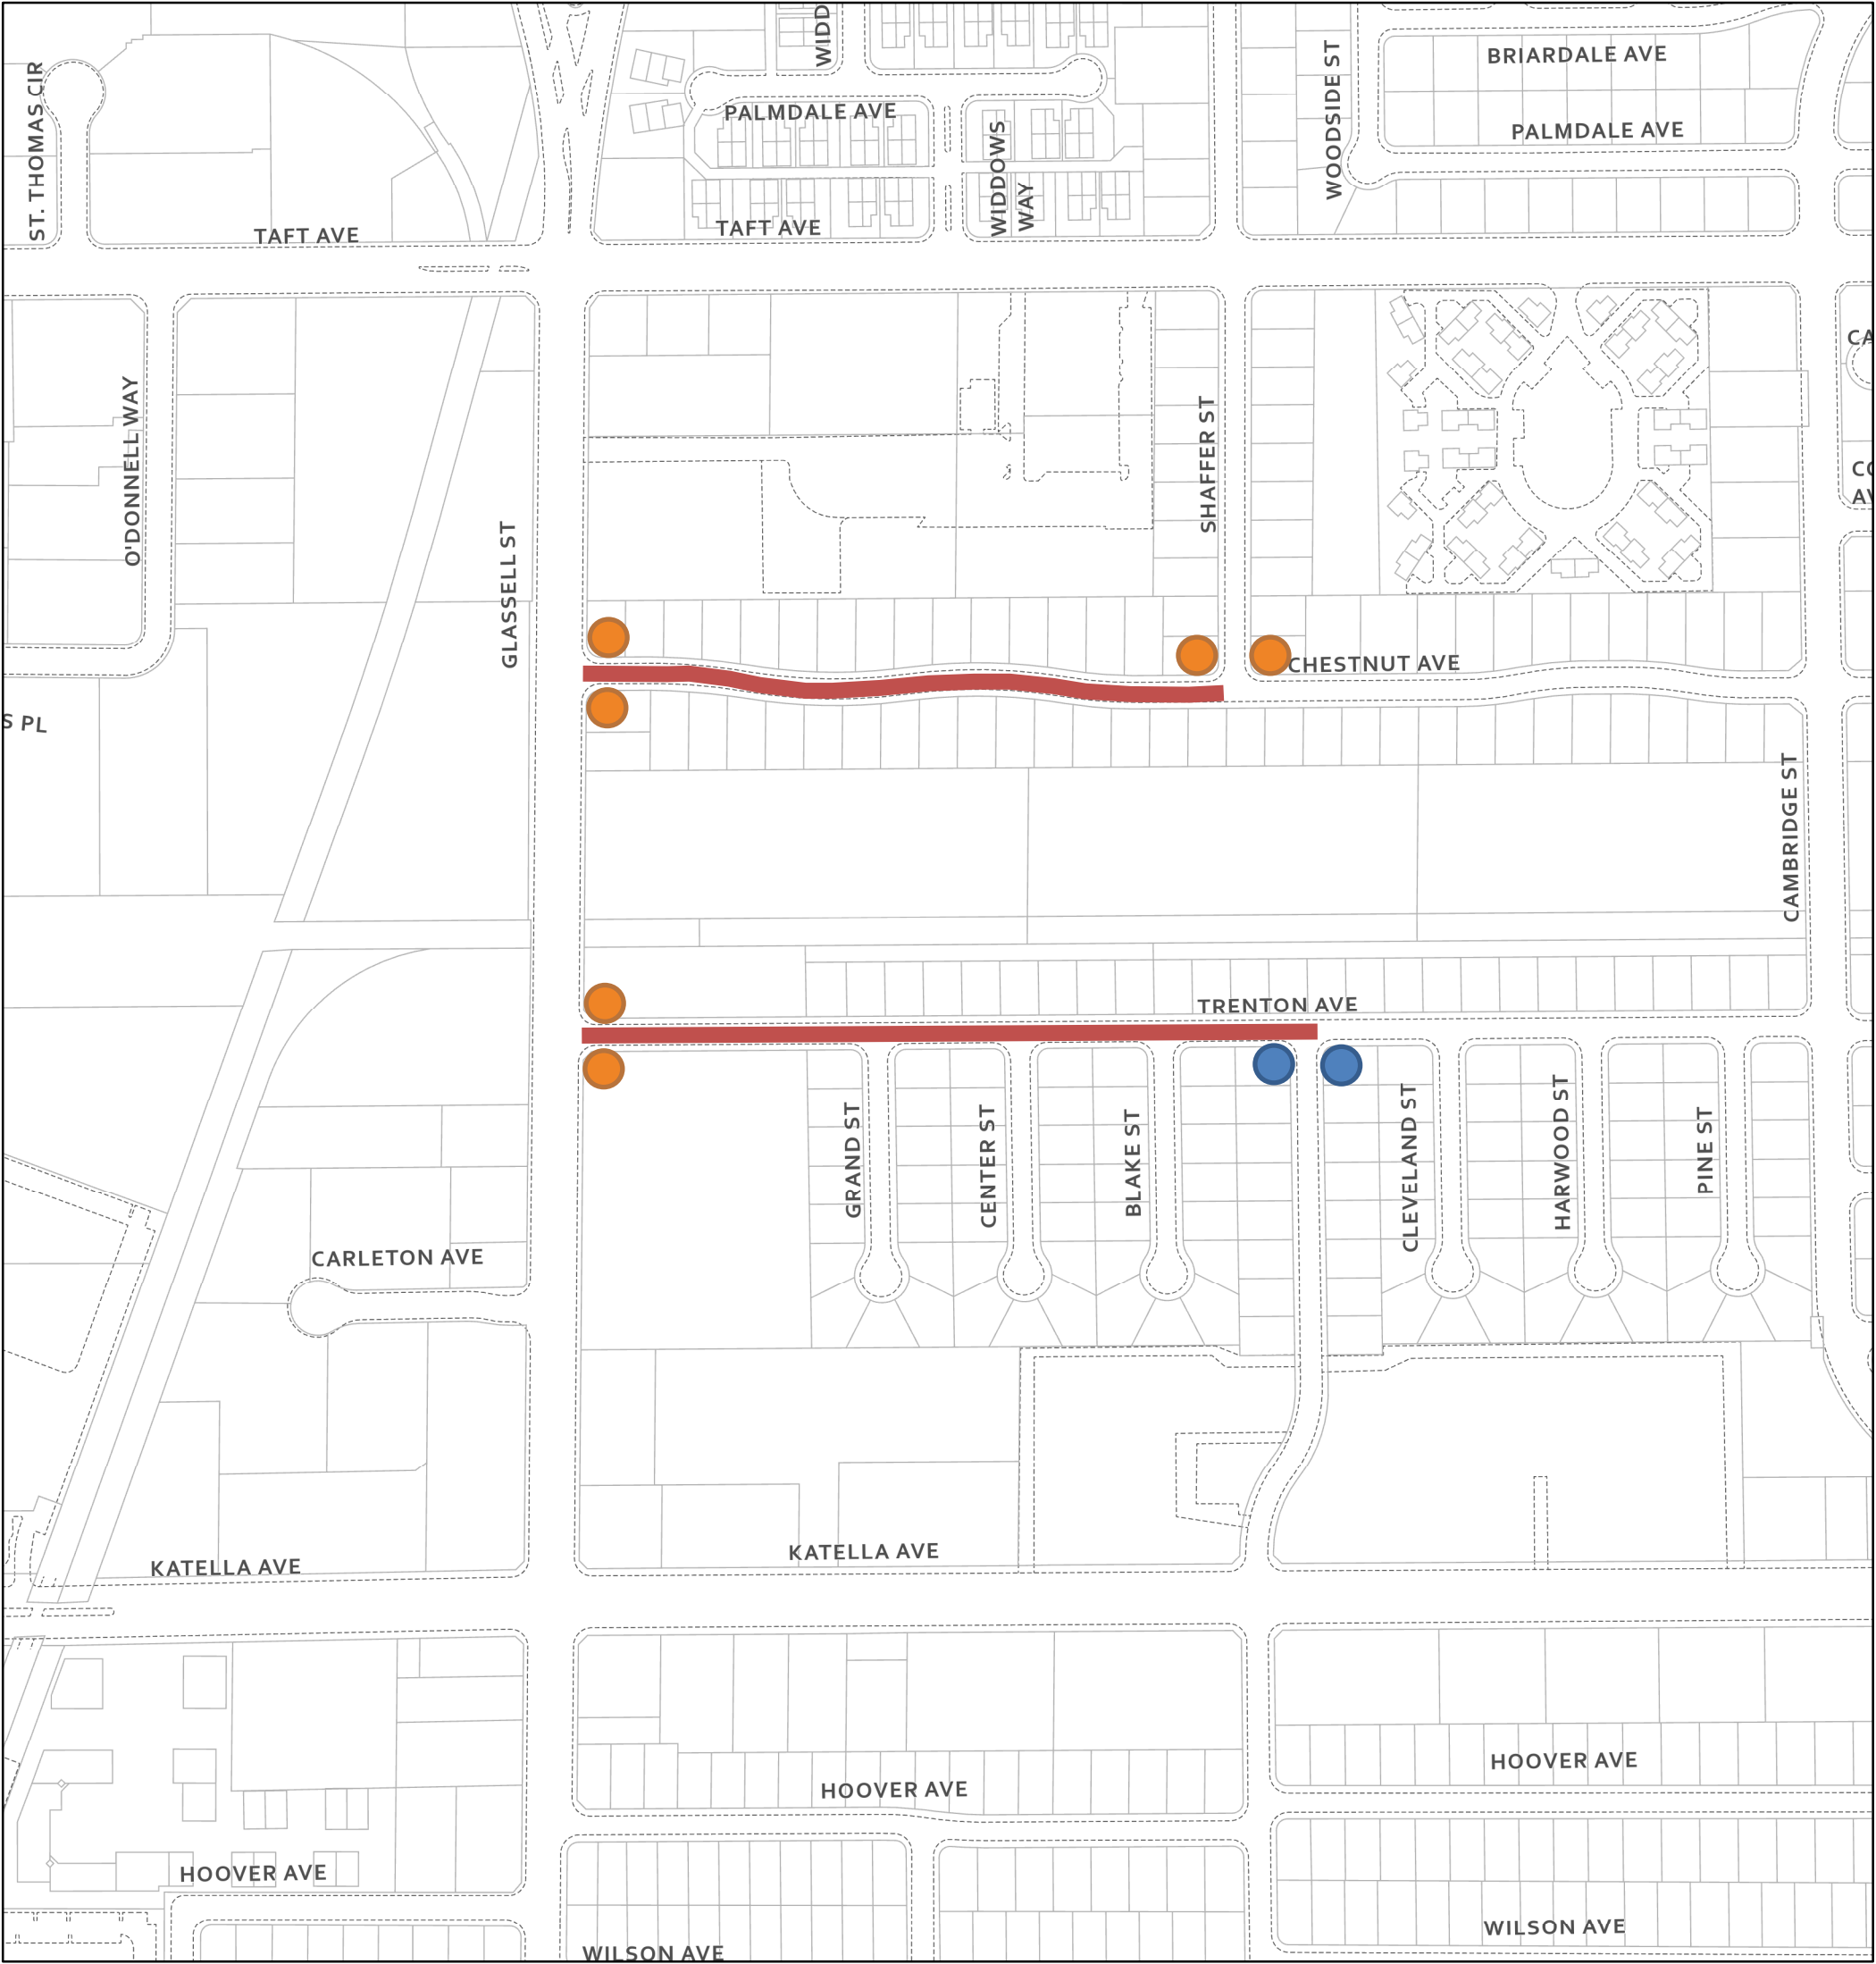 WIDD
BRIARDALE AVE
ST. THOMAS CIR
WOODSIDE ST
PALMDALE AVE
PALMDALE AVE
WIDDOWS
WAY
TAFT AVE
TAFT AVE
CA
O'DONNELL WAY
SHAFFER ST
CO
AV
GLASSELL ST
CHESTNUT AVE
S PL
CAMBRIDGE ST
TRENTON AVE
GRAND ST
CENTER ST
BLAKE ST
CLEVELAND ST
HARWOOD ST
PINE ST
CARLETON AVE
KATELLA AVE
KATELLA AVE
HOOVER AVE
HOOVER AVE
HOOVER AVE
WILSON AVE
WILSON AVE